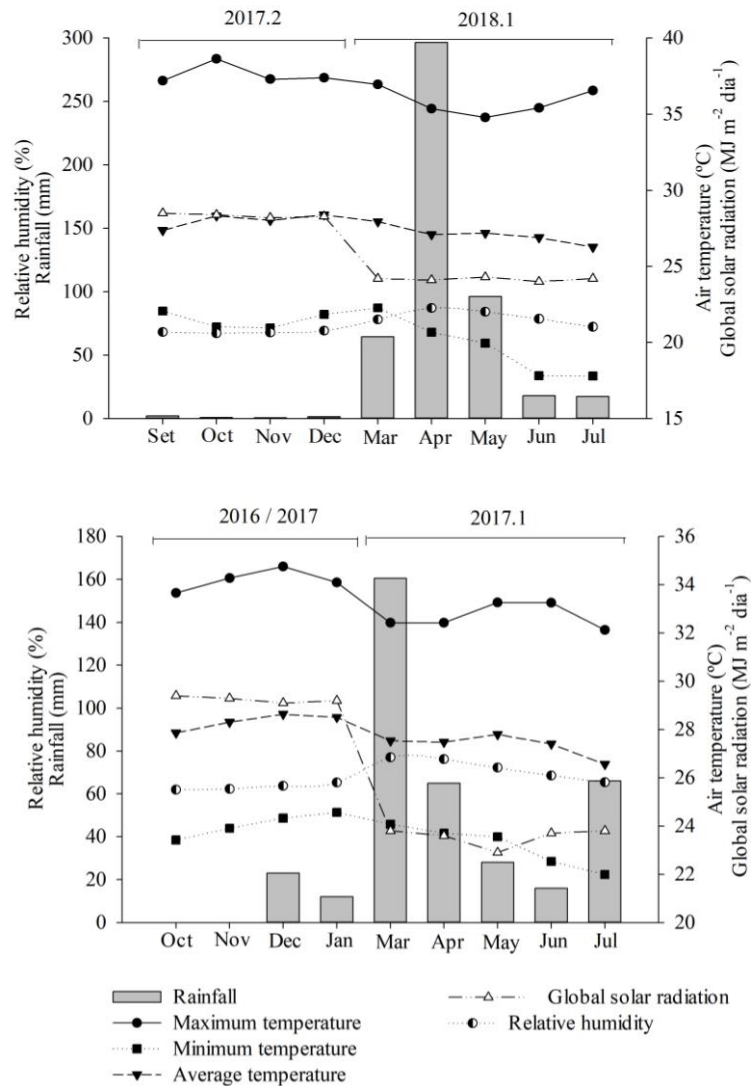 2017.2 2018.1
300 40
250 35
200 30
150
100 25
50 20
0 15
Relative humidity (%)
Rainfall (mm)
Air temperature (ºC)
Global solar radiation (MJ m⁻² dia⁻¹)
Set Oct Nov Dec Mar Apr May Jun Jul
2016 / 2017 2017.1
180 36
160 34
140 32
120 30
100 28
80 26
60 24
40 22
20 20
0
Relative humidity (%)
Rainfall (mm)
Air temperature (ºC)
Global solar radiation (MJ m⁻² dia⁻¹)
Oct Nov Dec Jan Mar Apr May Jun Jul
Rainfall Global solar radiation
Maximum temperature Relative humidity
Minimum temperature
Average temperature